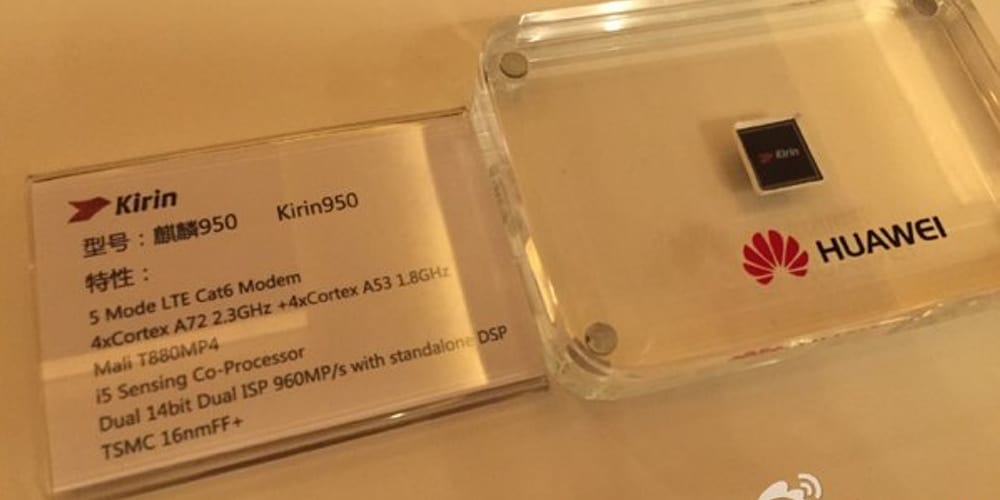 Kirin
型号：麒麟950 Kirin950
特性：
5 Mode LTE Cat6 Modem
4xCortex A72 2.3GHz +4xCortex A53 1.8GHz
Mali T880MP4
i5 Sensing Co-Processor
Dual 14bit Dual ISP 960MP/s with standalone DSP
TSMC 16nmFF+
Kirin
HUAWEI